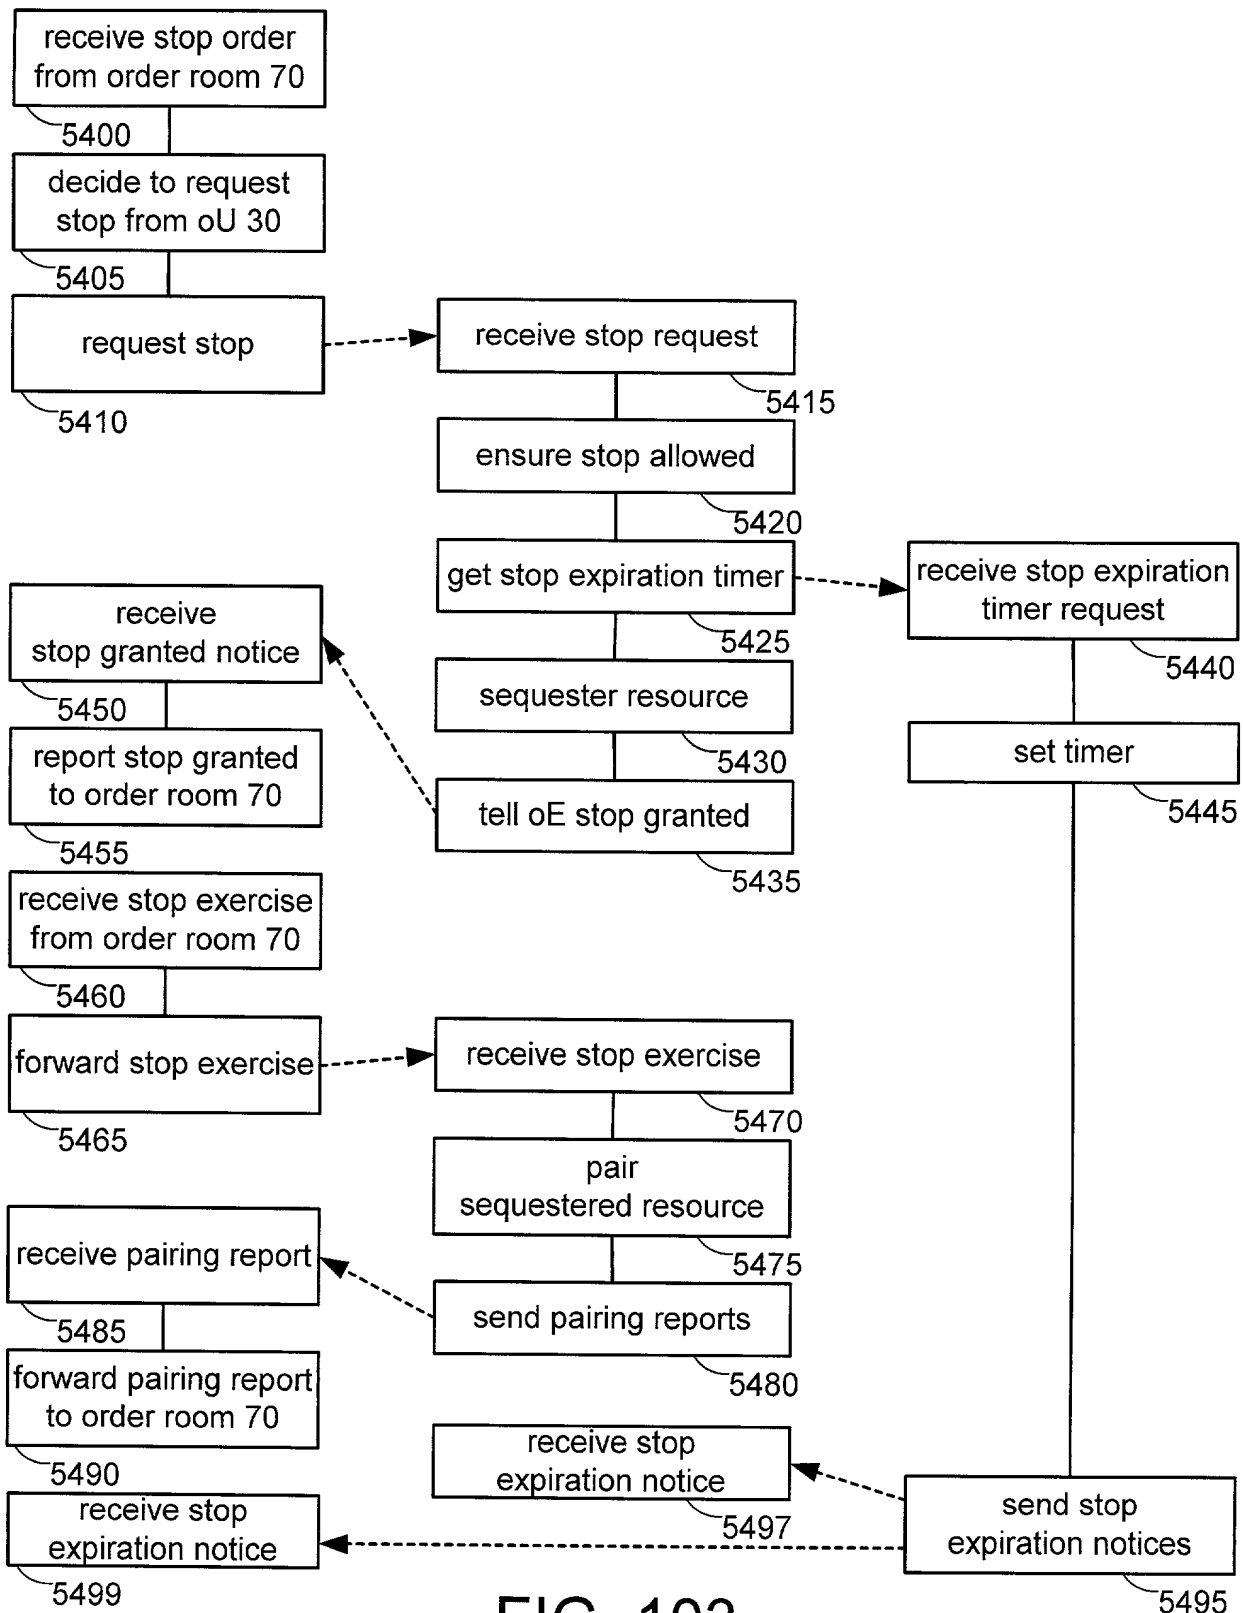 receive stop order
from order room 70
5400
decide to request
stop from oU 30
5405
request stop
5410
receive stop request
5415
ensure stop allowed
5420
get stop expiration timer
5425
sequester resource
5430
tell oE stop granted
5435
receive stop expiration
timer request
5440
set timer
5445
receive
stop granted notice
5450
report stop granted
to order room 70
5455
receive stop exercise
from order room 70
5460
forward stop exercise
5465
receive stop exercise
5470
pair
sequestered resource
5475
send pairing reports
5480
receive pairing report
5485
forward pairing report
to order room 70
5490
send stop
expiration notices
5495
receive stop
expiration notice
5497
receive stop
expiration notice
5499
FIG. 103